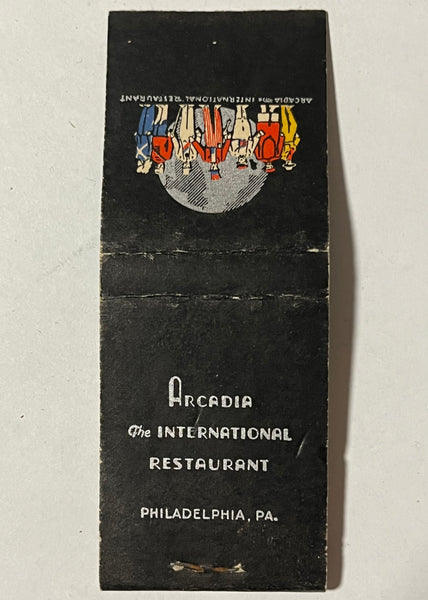 ARCADIA The INTERNATIONAL RESTAURANT
ARCADIA
The INTERNATIONAL
RESTAURANT
PHILADELPHIA, PA.